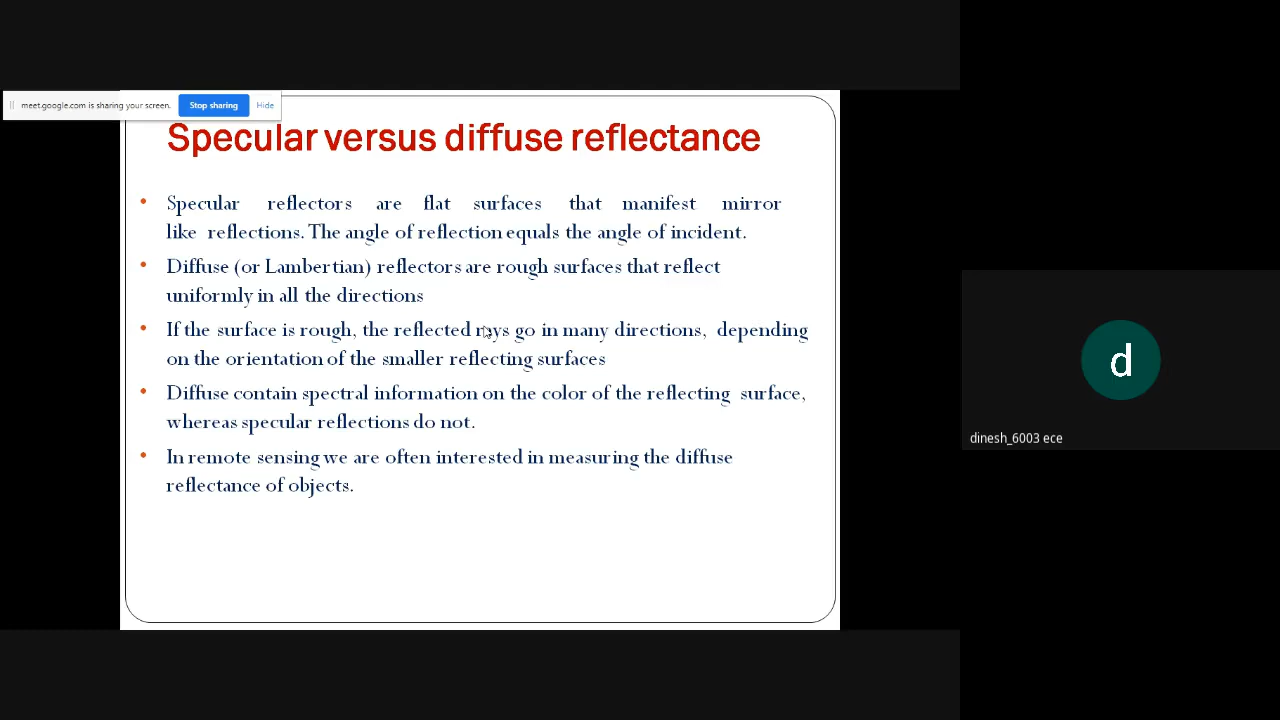 meet.google.com is sharing your screen. Stop sharing Hide
Specular versus diffuse reflectance
• Specular reflectors are flat surfaces that manifest mirror
like reflections. The angle of reflection equals the angle of incident.
• Diffuse (or Lambertian) reflectors are rough surfaces that reflect
uniformly in all the directions
• If the surface is rough, the reflected rays go in many directions, depending
on the orientation of the smaller reflecting surfaces
• Diffuse contain spectral information on the color of the reflecting surface,
whereas specular reflections do not.
• In remote sensing we are often interested in measuring the diffuse
reflectance of objects.
d
dinesh_6003 ece